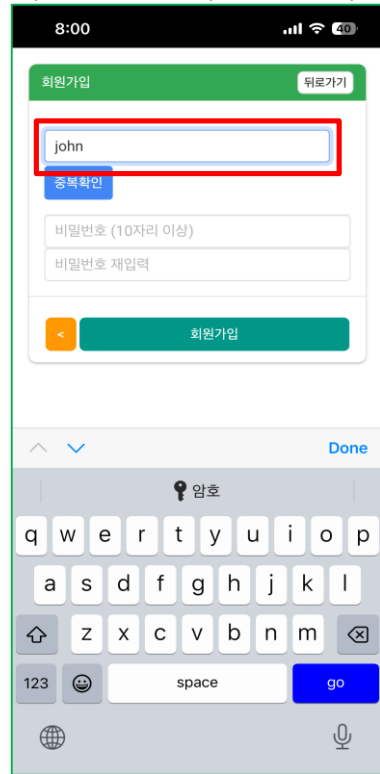 8:00
40
회원가입
뒤로가기
john
중복확인
비밀번호 (10자리 이상)
비밀번호 재입력
< 회원가입
Done
암호
q w e r t y u i o p
a s d f g h j k l
z x c v b n m
123 space go